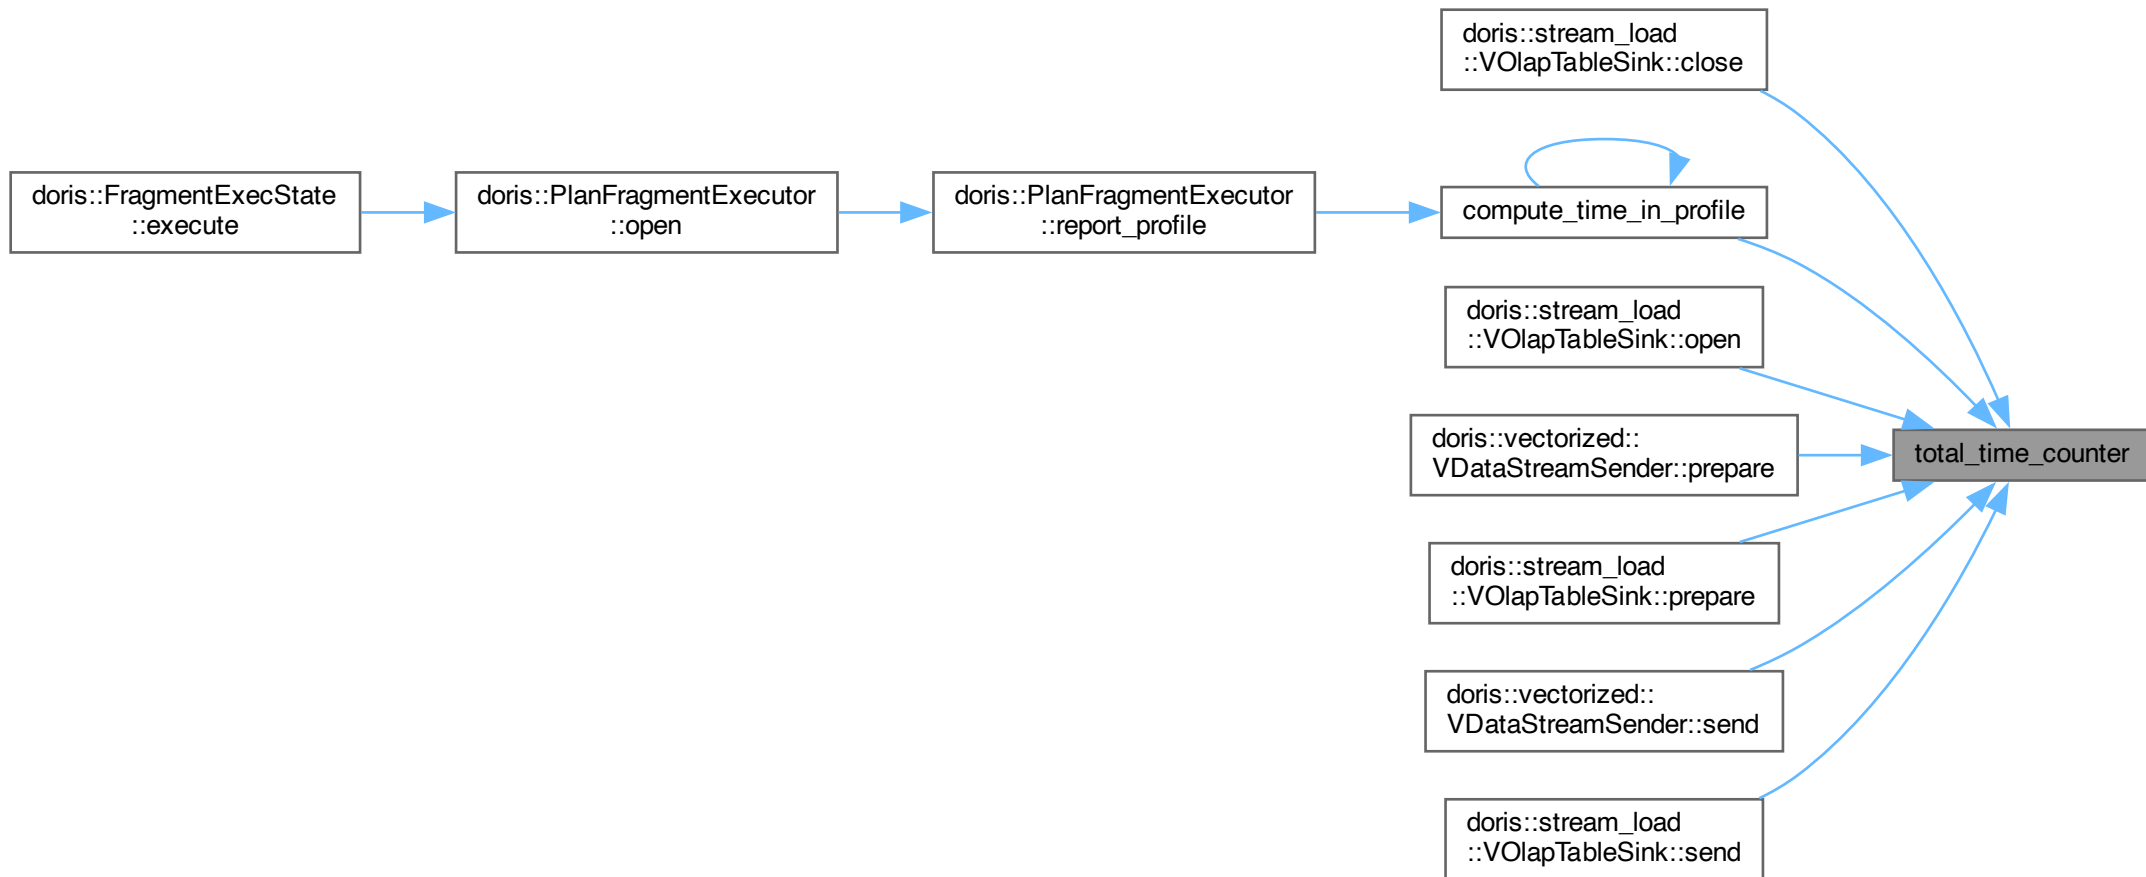 doris::stream_load
::VOlapTableSink::close
doris::FragmentExecState
::execute
doris::PlanFragmentExecutor
::open
doris::PlanFragmentExecutor
::report_profile
compute_time_in_profile
doris::stream_load
::VOlapTableSink::open
doris::vectorized::
VDataStreamSender::prepare
total_time_counter
doris::stream_load
::VOlapTableSink::prepare
doris::vectorized::
VDataStreamSender::send
doris::stream_load
::VOlapTableSink::send